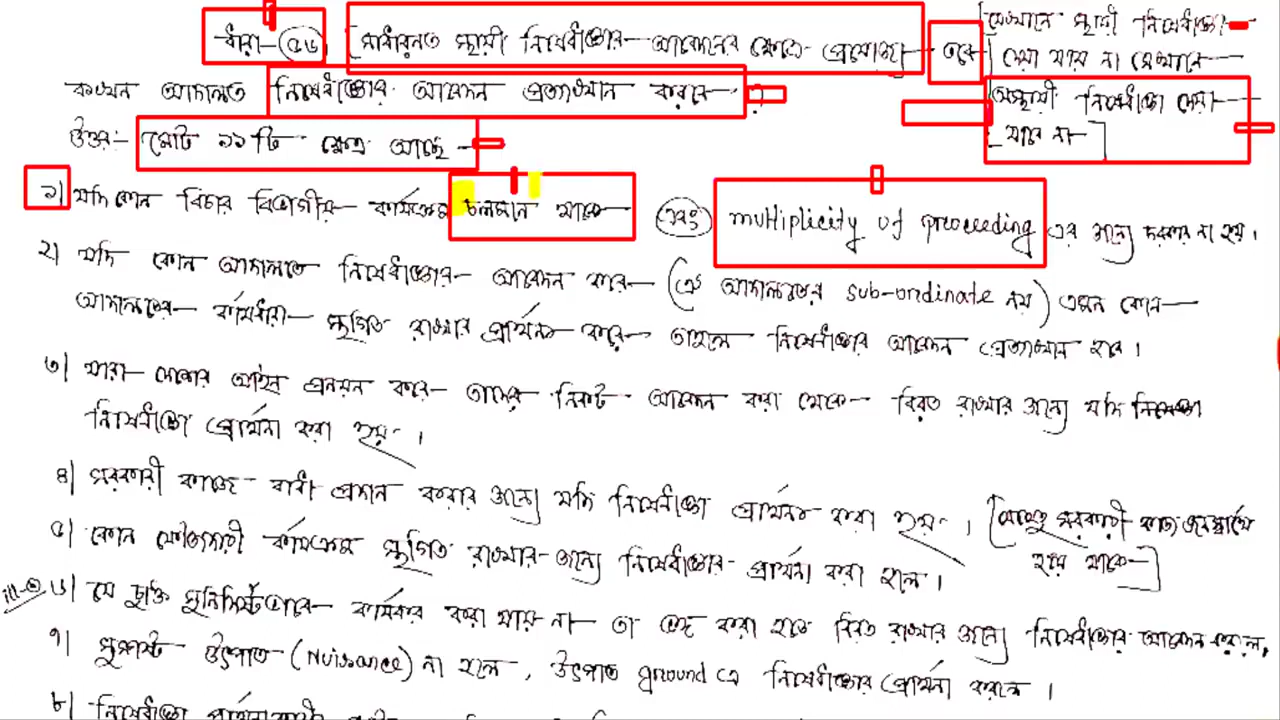 ধারা-৫৬ [সাধারনত স্থায়ী নিষেধাজ্ঞার আবেদনের ক্ষেত্রে প্রযোজ্য তবে [যেখানে স্থায়ী নিষেধাজ্ঞা
দেয়া যায় না সেখানে
অস্থায়ী নিষেধাজ্ঞা দেয়া
যাবে না]
কখন আদালত নিষেধাজ্ঞার আবেদন প্রত্যাখ্যান করবে ?
উত্তর: মোট ১১টি ক্ষেত্র আছে
১) যদি কোন বিচার বিভাগীয় কার্যক্রম চলমান থাকে এবং multiplicity of proceeding এর জন্যে দরকার না হয়।
২) যদি কোন আদালতে নিষেধাজ্ঞার আবেদন করে (ঐ আদালতের sub-ordinate নয়) এমন কোন
আদালতের কার্যধারা স্থগিত রাখার প্রার্থনা করে তাহলে নিষেধাজ্ঞার আবেদন প্রত্যাখ্যান হবে।
৩) যারা দেশের আইন প্রনয়ন করে তাদের নিকট আবেদন করা থেকে বিরত রাখার জন্যে যদি
নিষেধাজ্ঞা প্রার্থনা করা হয়।
৪) সরকারী কাজে বাধা প্রদান করার জন্যে যদি নিষেধাজ্ঞা প্রার্থনা করা হয়। [যেহেতু সরকারী কাজ জনস্বার্থে
হয়ে থাকে]
৫) কোন ফৌজদারী কার্যক্রম স্থগিত রাখার জন্যে নিষেধাজ্ঞার প্রার্থনা করা হলে।
৬) যে চুক্তি সুনির্দিষ্টভাবে কার্যকর করা যায় না তা ভঙ্গ করা হতে বিরত রাখার জন্যে নিষেধাজ্ঞার আবেদন করলে,
৭) সুস্পষ্ট উৎপাত (Nuissance) না হলে, উৎপাত ground এ নিষেধাজ্ঞার প্রার্থনা করলে।
৮) নিষেধাজ্ঞা